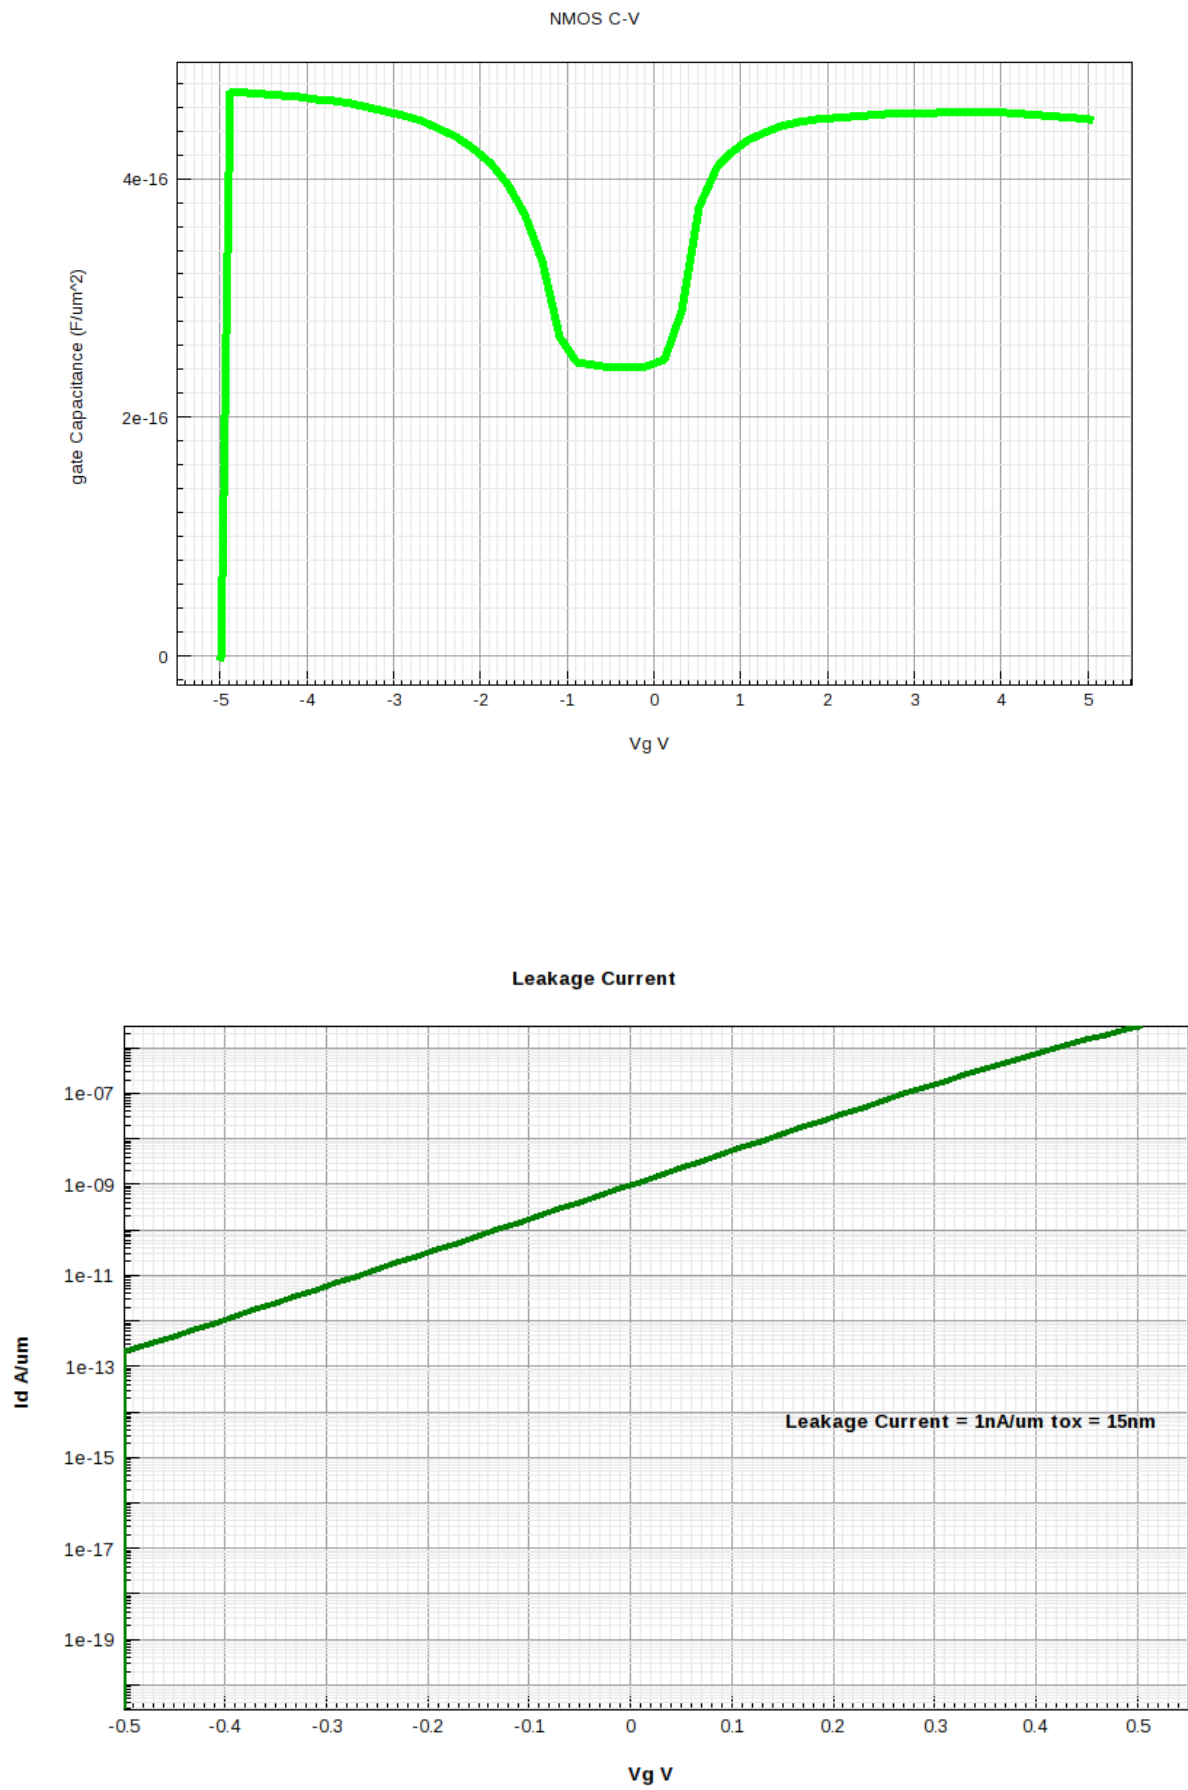 NMOS C-V
4e-16
2e-16
0
gate Capacitance (F/um^2)
-5 -4 -3 -2 -1 0 1 2 3 4 5
Vg V
Leakage Current
1e-07
1e-09
1e-11
1e-13
1e-15
1e-17
1e-19
Id A/um
Leakage Current = 1nA/um tox = 15nm
-0.5 -0.4 -0.3 -0.2 -0.1 0 0.1 0.2 0.3 0.4 0.5
Vg V